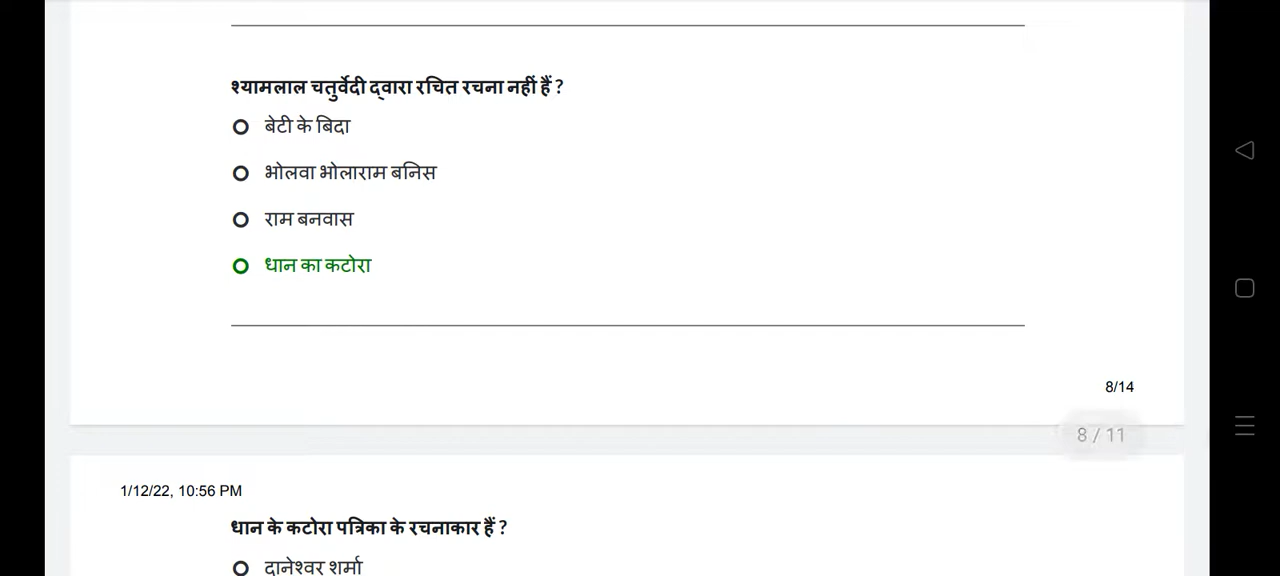 श्यामलाल चतुर्वेदी द्वारा रचित रचना नहीं हैं ?
बेटी के बिदा
भोलवा भोलाराम बनिस
राम बनवास
धान का कटोरा
8/14
8 / 11
1/12/22, 10:56 PM
धान के कटोरा पत्रिका के रचनाकार हैं ?
दानेश्वर शर्मा